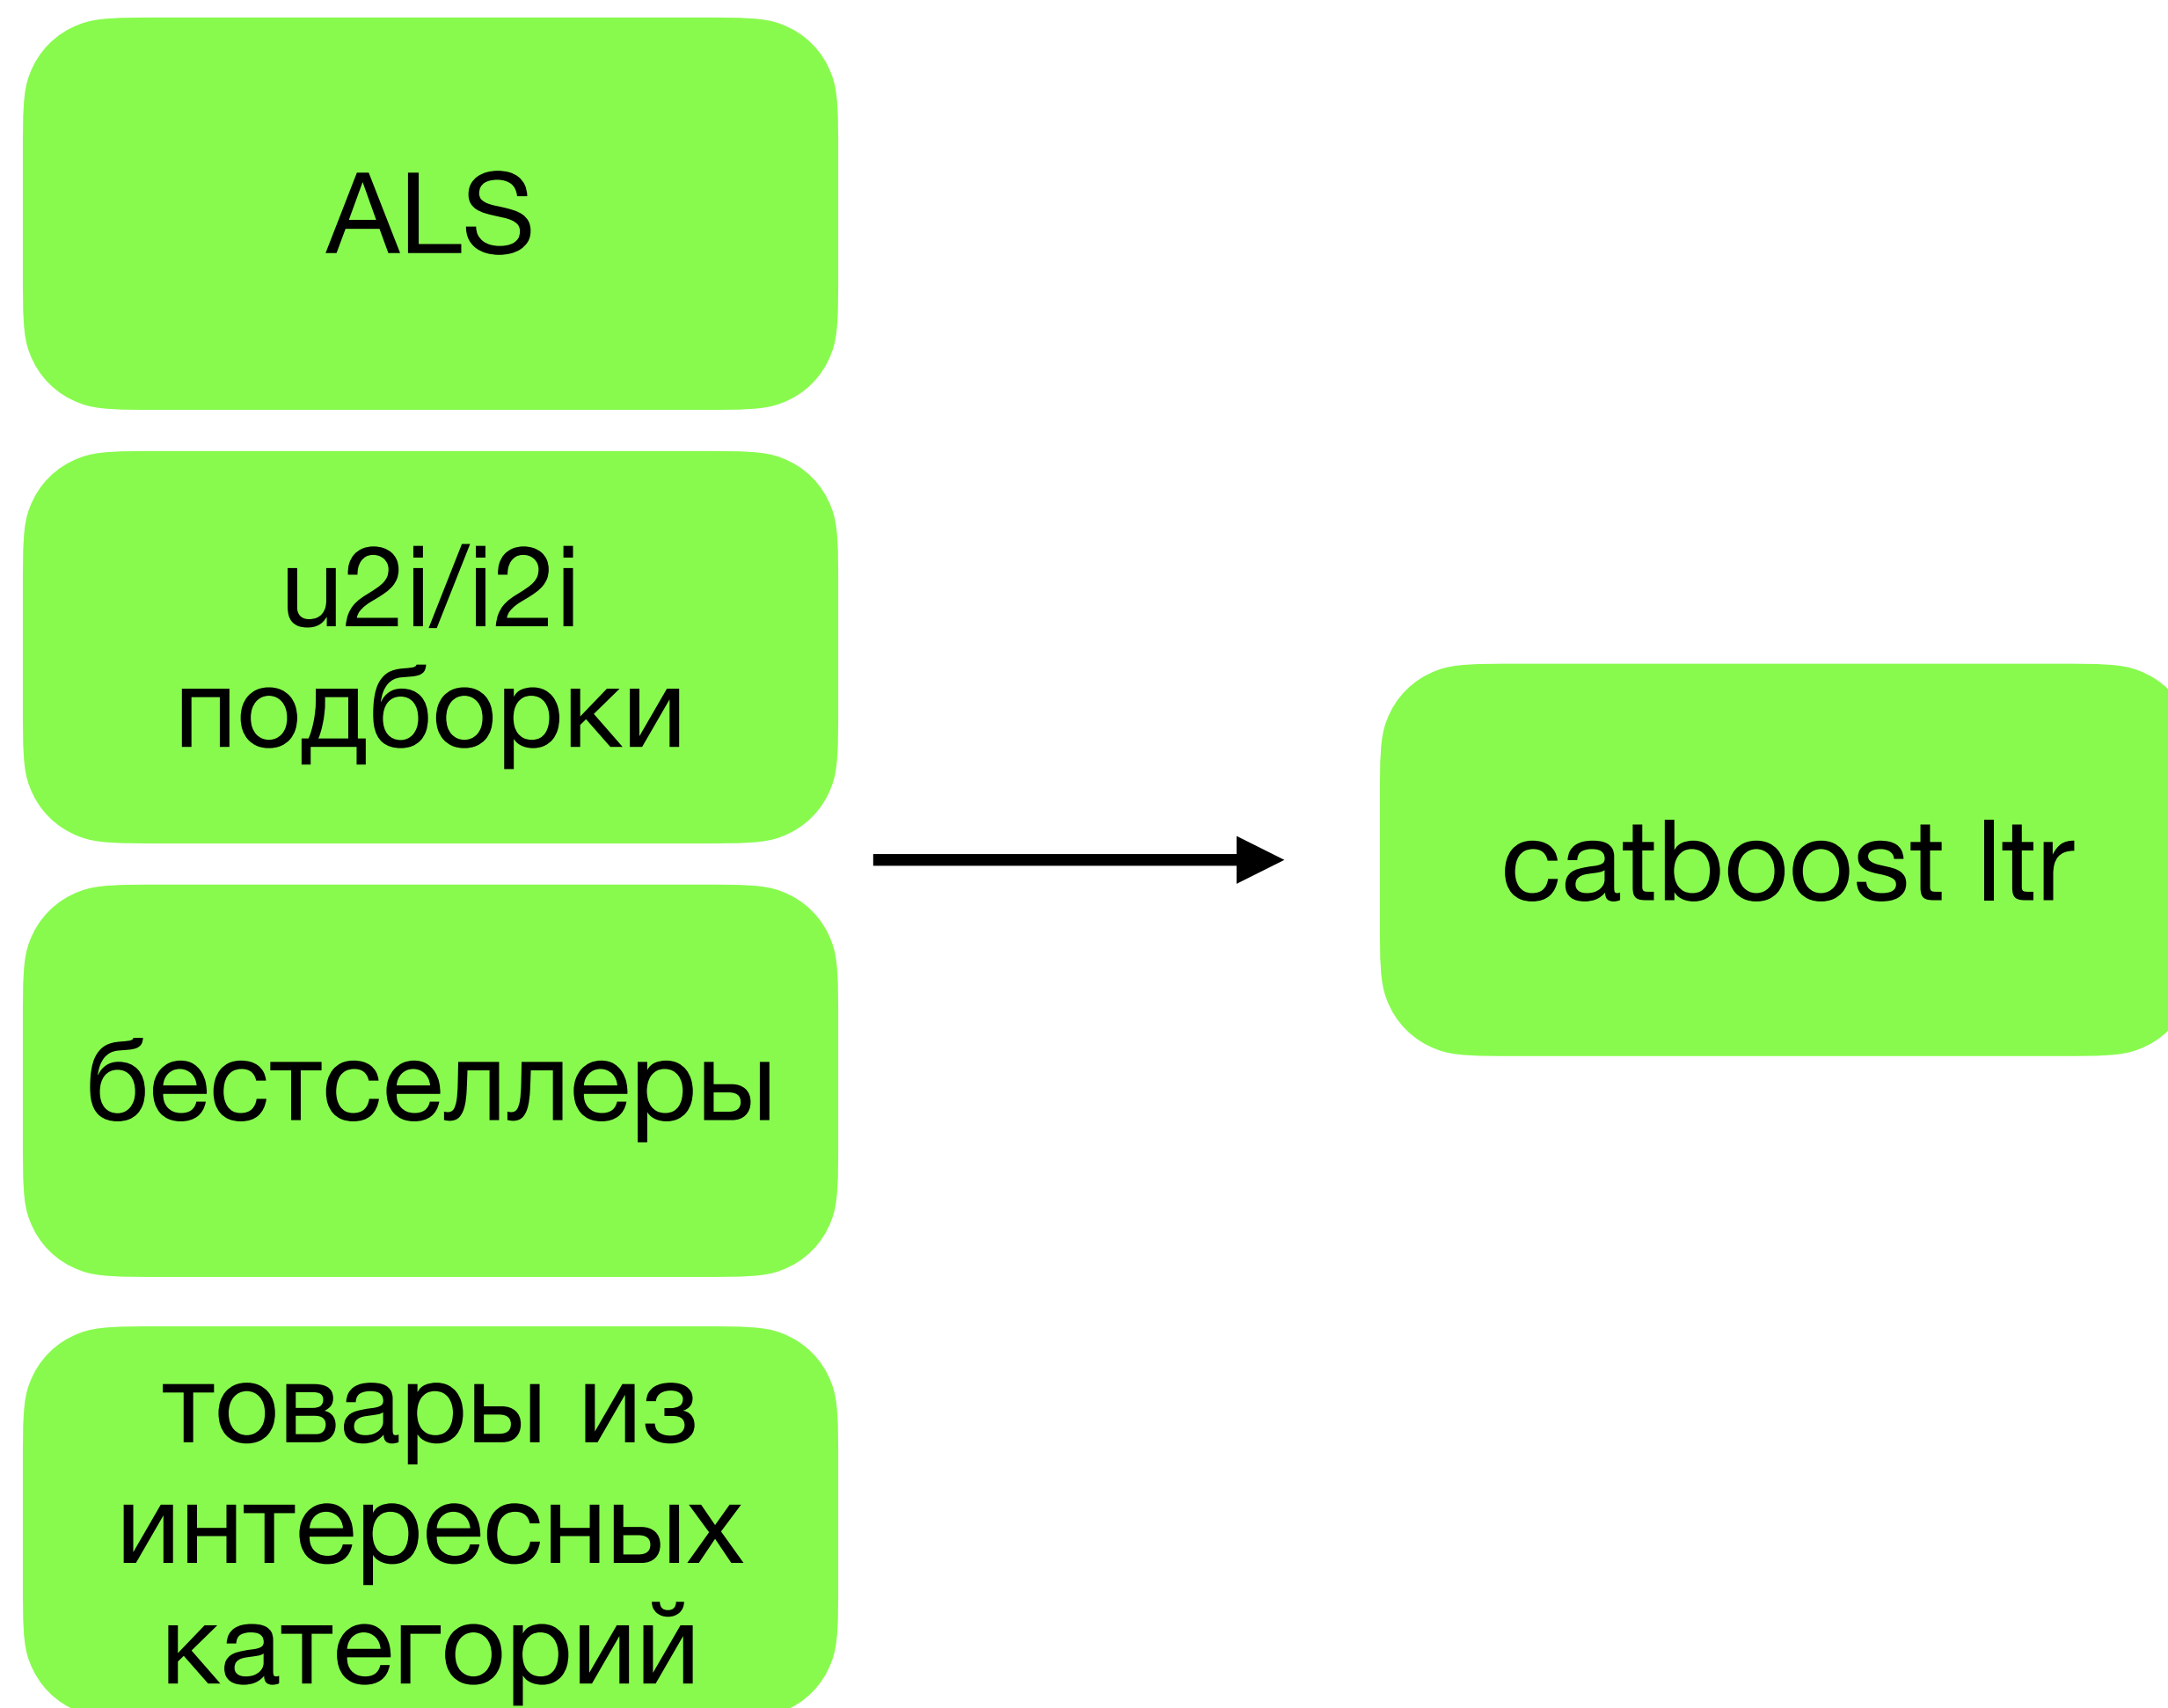 ALS
u2i/i2i
подборки
бестселлеры
товары из
интересных
категорий
catboost ltr